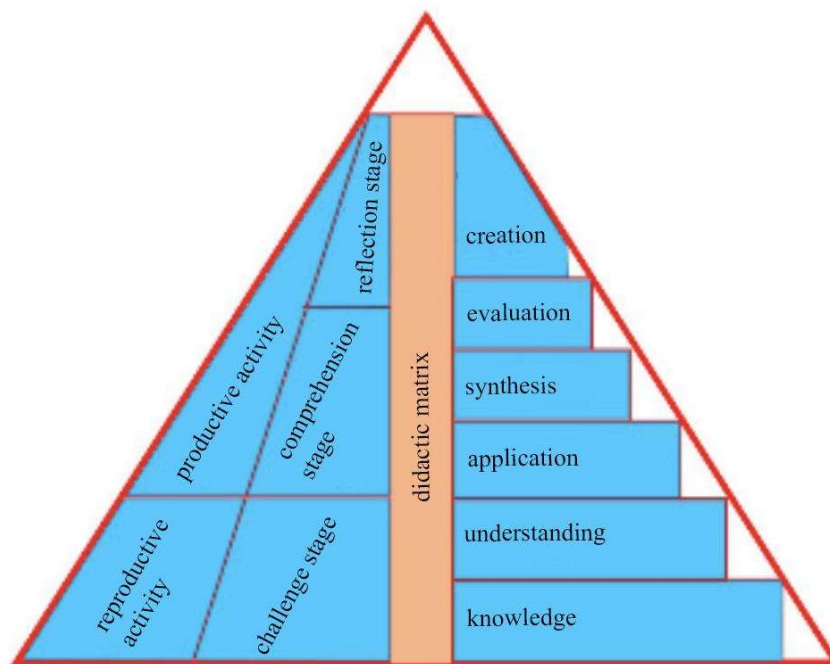 reflection stage
productive activity
comprehension
stage
reproductive
activity
challenge stage
didactic matrix
creation
evaluation
synthesis
application
understanding
knowledge